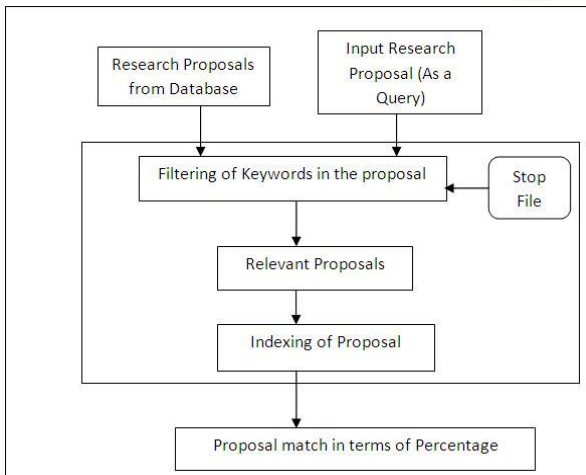 Research Proposals
from Database
Input Research
Proposal (As a
Query)
Filtering of Keywords in the proposal
Stop
File
Relevant Proposals
Indexing of Proposal
Proposal match in terms of Percentage